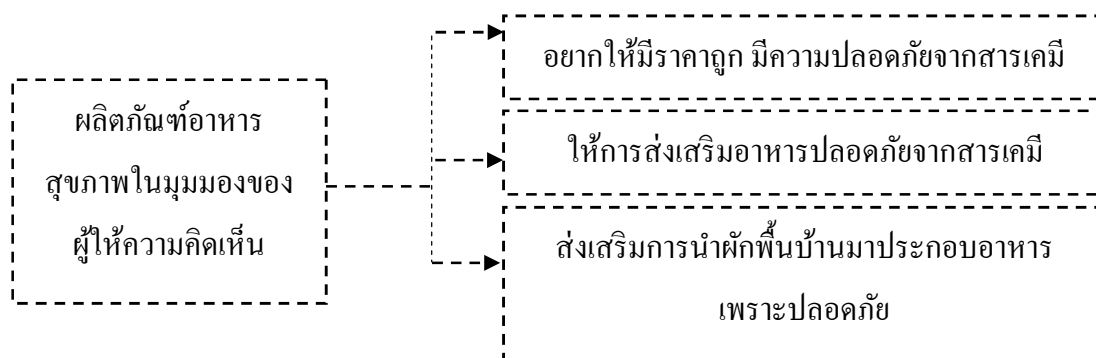 ผลิตภัณฑ์อาหาร
สุขภาพในมุมมองของ
ผู้ให้ความคิดเห็น
อยากให้มีราคาถูก มีความปลอดภัยจากสารเคมี
ให้การส่งเสริมอาหารปลอดภัยจากสารเคมี
ส่งเสริมการนำผักพื้นบ้านมาประกอบอาหาร
เพราะปลอดภัย